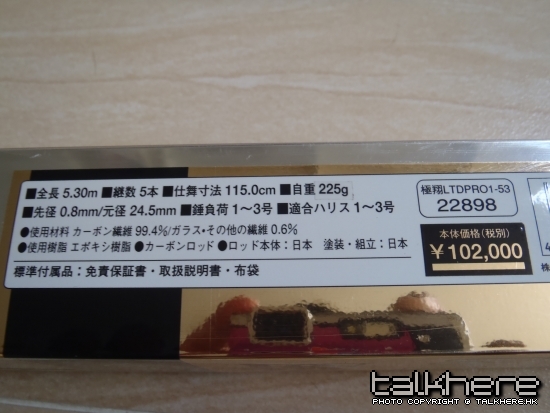 ■全長 5.30m ■継数 5本 ■仕舞寸法 115.0cm ■自重 225g
■先径 0.8mm/元径 24.5mm ■錘負荷 1〜3号 ■適合ハリス 1〜3号
●使用材料 カーボン繊維 99.4%/ガラス・その他の繊維 0.6%
●使用樹脂 エポキシ樹脂 ●カーボンロッド ●ロッド本体：日本 塗装・組立：日本
標準付属品：免責保証書・取扱説明書・布袋
極翔LTDPRO1-53
22898
本体価格(税別)
¥102,000
株
talkhere
PHOTO COPYRIGHT @ TALKHERE.HK